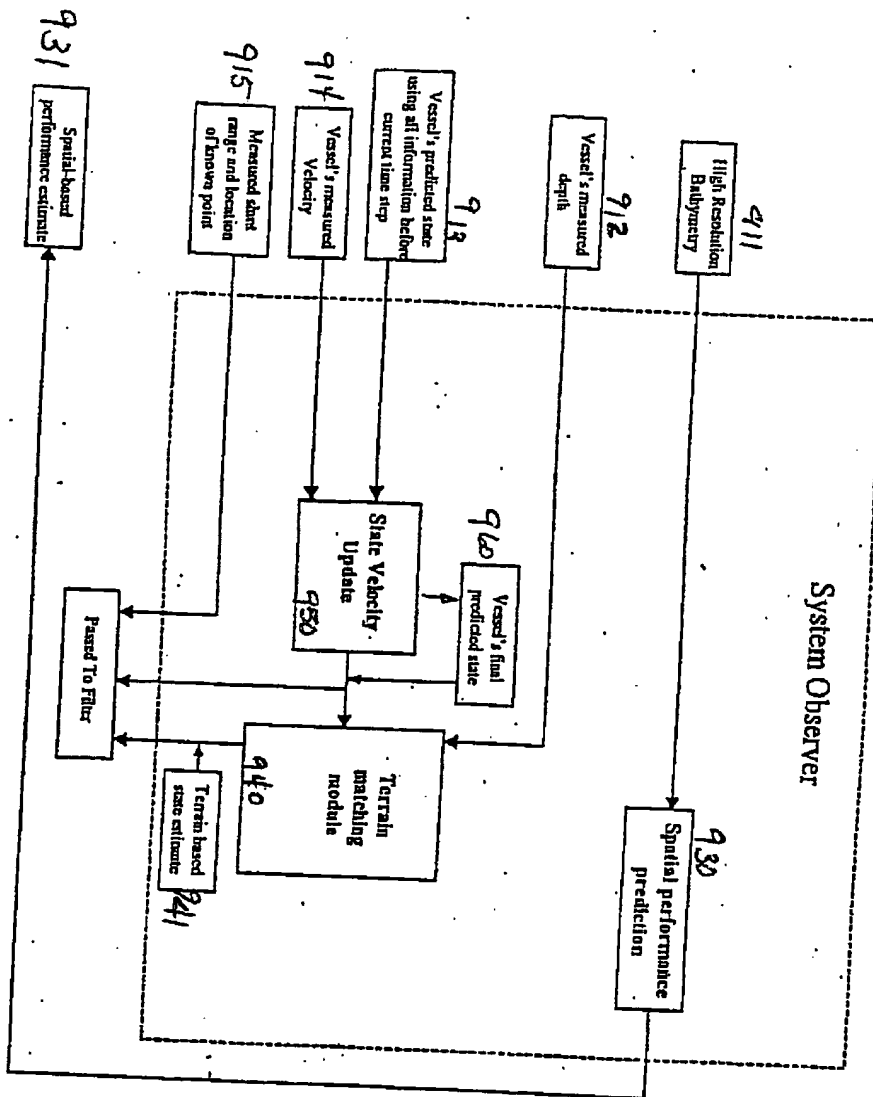 System Observer
911
High Resolution
Bathymetry
912
Vessel's measured
depth
913
Vessel's predicted state
using all information before
current time step
914
Vessel's measured
Velocity
915
Measured slant
range and location
of known point
931
Spatial-based
performance estimate
930
Spatial performance
prediction
960
Vessel's final
predicted state
State Velocity
Update
950
Terrain
matching
module
940
Terrain based
state estimate
941
Passed To Filter